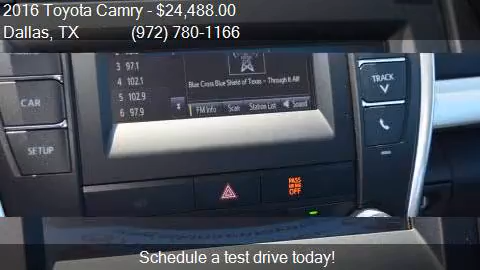 2016 Toyota Camry - $24,488.00
Dallas, TX (972) 780-1166
3 97.1
4 102.1
5 102.9
6 97.9
Blue Cross Blue Shield of Texas - Through It All!
FM Info Scan Station List Sound
CAR
SETUP
TRACK
PASS
OFF
Schedule a test drive today!